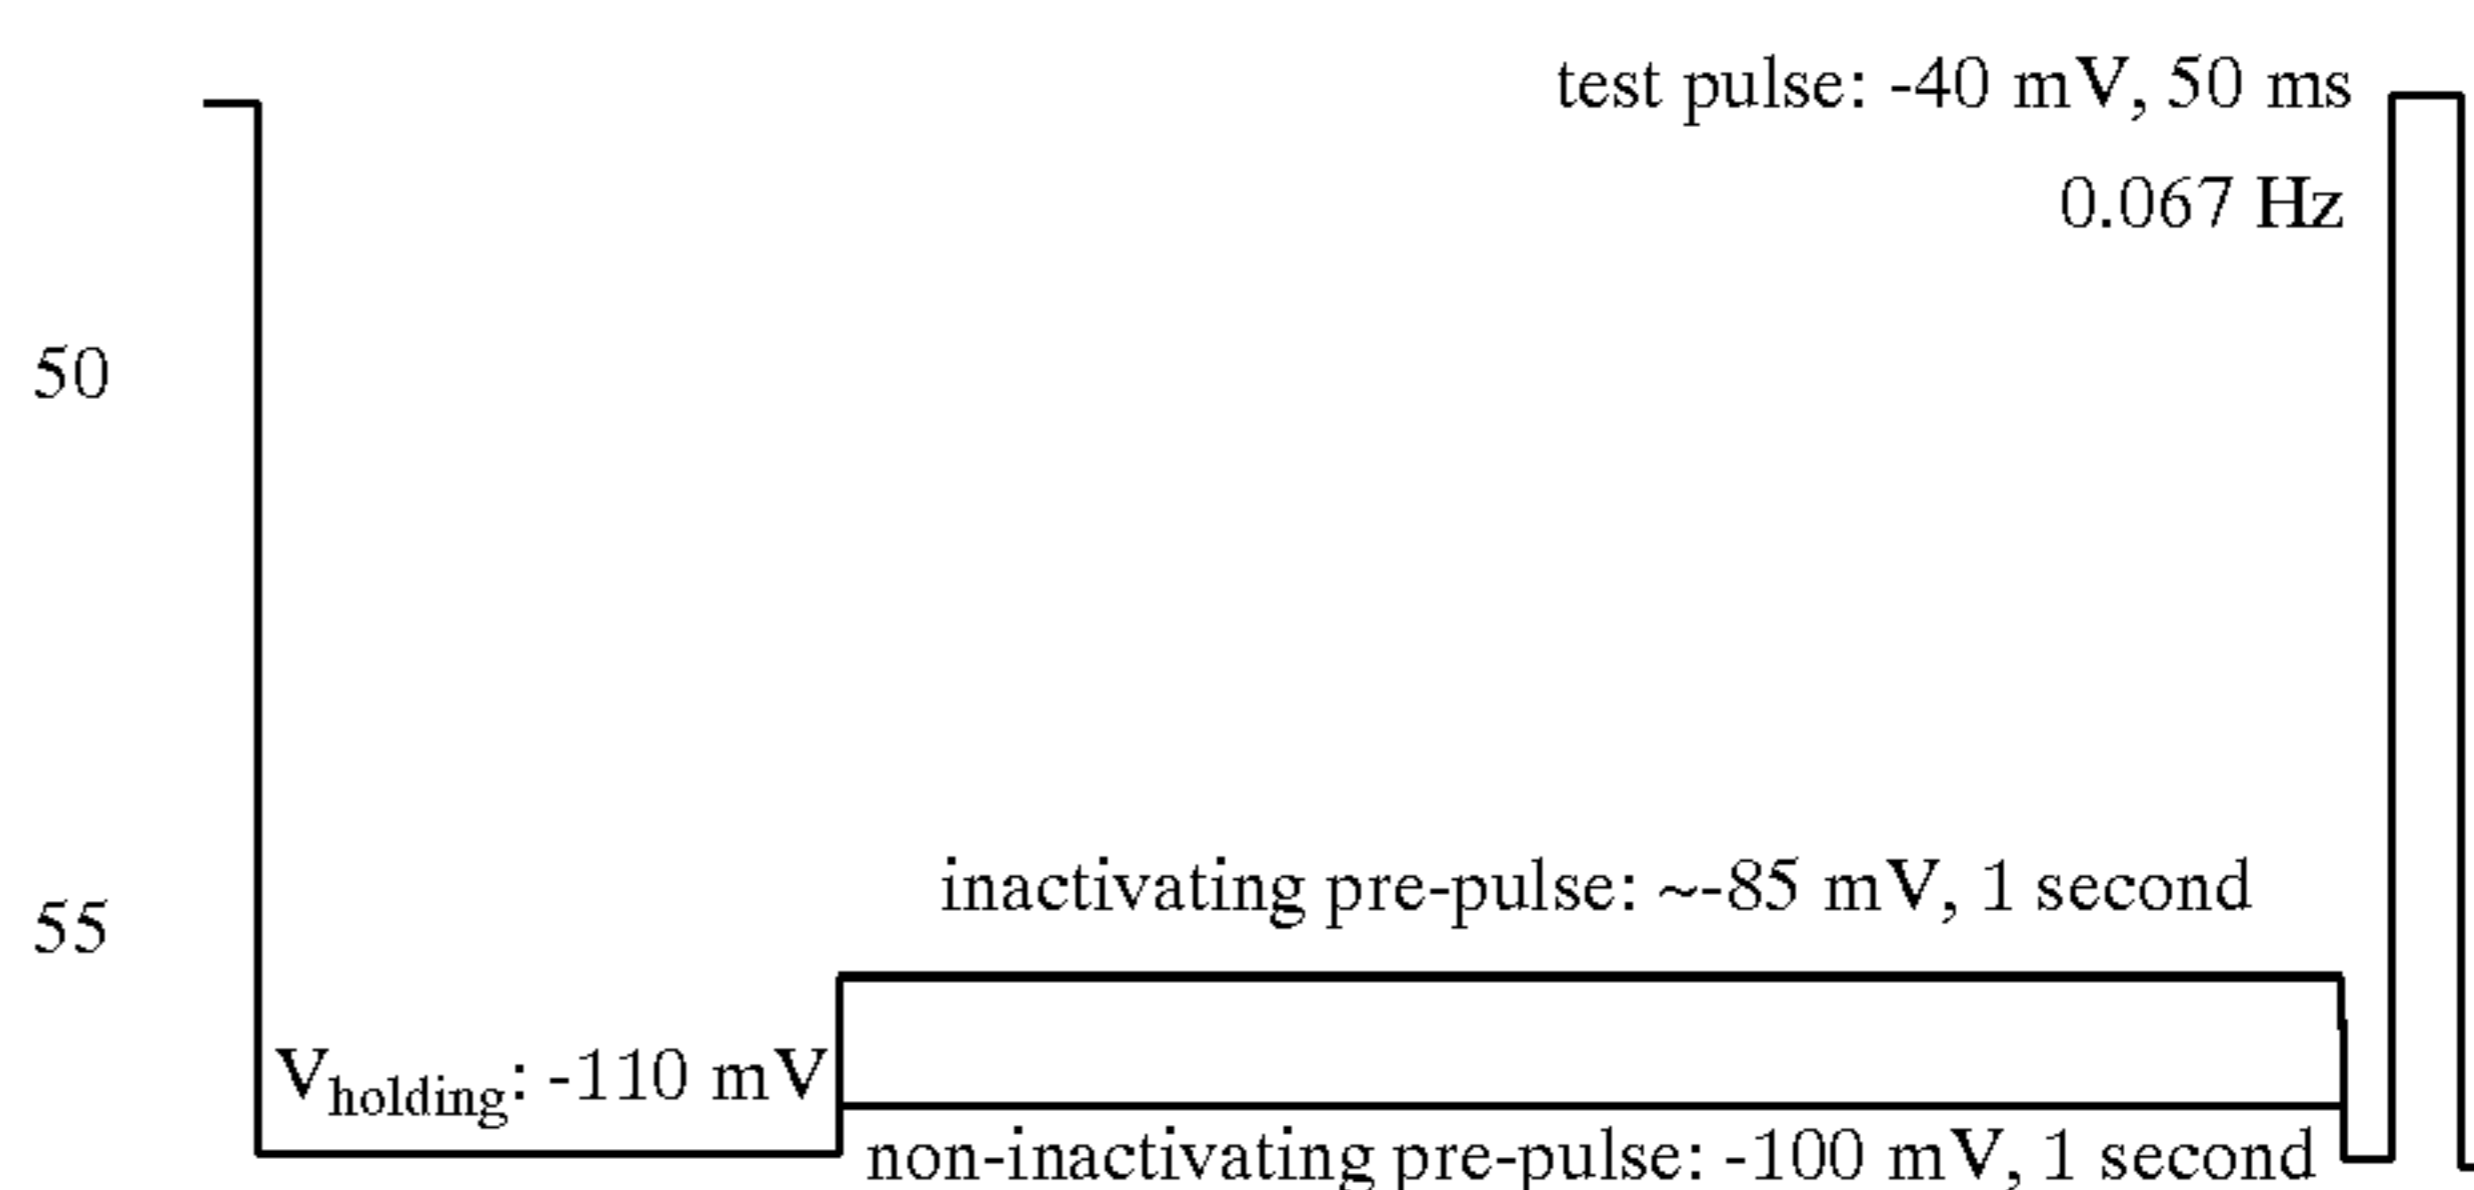 test pulse: -40 mV, 50 ms
0.067 Hz
50
inactivating pre-pulse: ~-85 mV, 1 second
55
Vholding: -110 mV
non-inactivating pre-pulse: -100 mV, 1 second